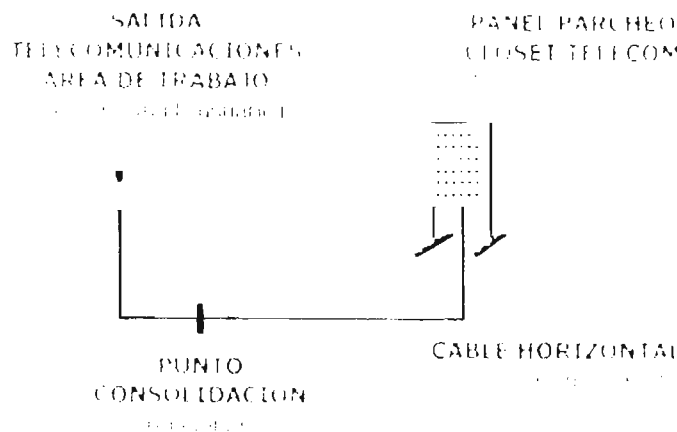 SALIDA
TELECOMUNICACIONES
AREA DE TRABAJO
PANEL PARCHEO
CLOSET TELECOM
PUNTO
CONSOLIDACION
CABLE HORIZONTAL